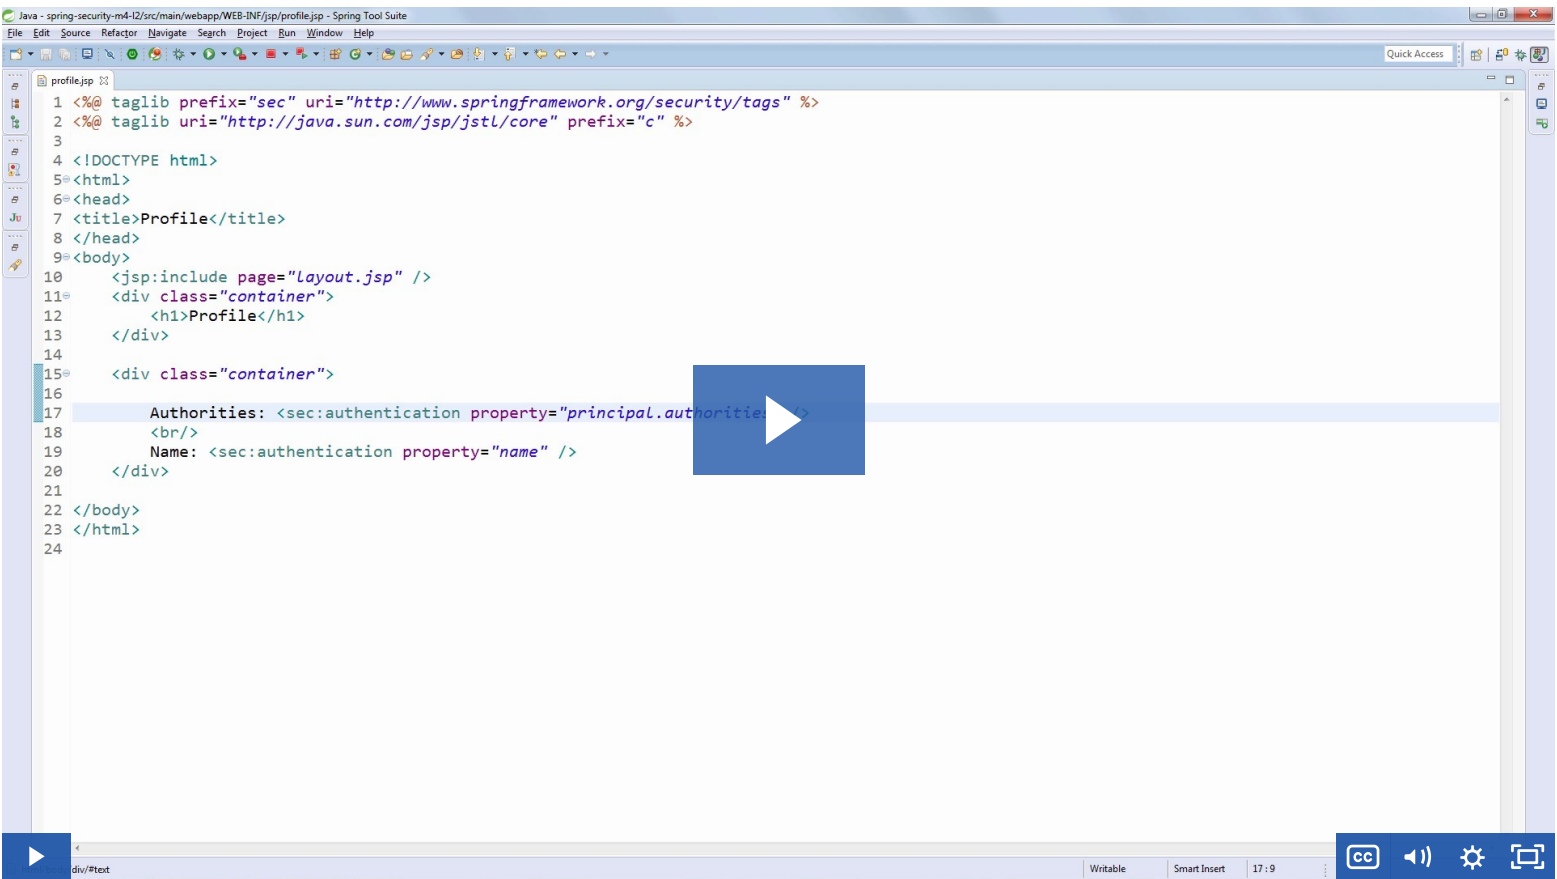 Java - spring-security-m4-l2/src/main/webapp/WEB-INF/jsp/profile.jsp - Spring Tool Suite
File Edit Source Refactor Navigate Search Project Run Window Help
Quick Access
profile.jsp
1 <%@ taglib prefix="sec" uri="http://www.springframework.org/security/tags" %>
2 <%@ taglib uri="http://java.sun.com/jsp/jstl/core" prefix="c" %>
3
4 <!DOCTYPE html>
5 <html>
6 <head>
7 <title>Profile</title>
8 </head>
9 <body>
10 <jsp:include page="layout.jsp" />
11 <div class="container">
12 <h1>Profile</h1>
13 </div>
14
15 <div class="container">
16
17 Authorities: <sec:authentication property="principal.authorities" />
18 <br/>
19 Name: <sec:authentication property="name" />
20 </div>
21
22 </body>
23 </html>
24
Ju
div/#text
Writable
Smart Insert
17 : 9
CC